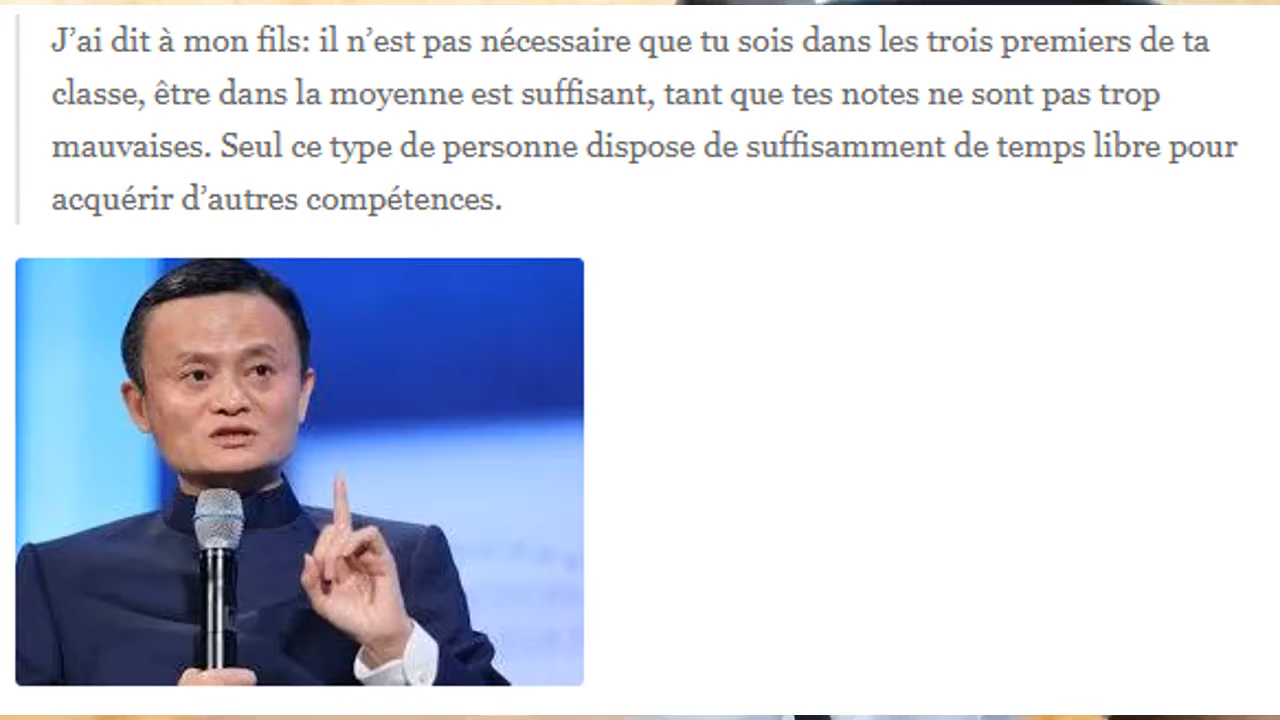 J’ai dit à mon fils: il n’est pas nécessaire que tu sois dans les trois premiers de ta
classe, être dans la moyenne est suffisant, tant que tes notes ne sont pas trop
mauvaises. Seul ce type de personne dispose de suffisamment de temps libre pour
acquérir d’autres compétences.